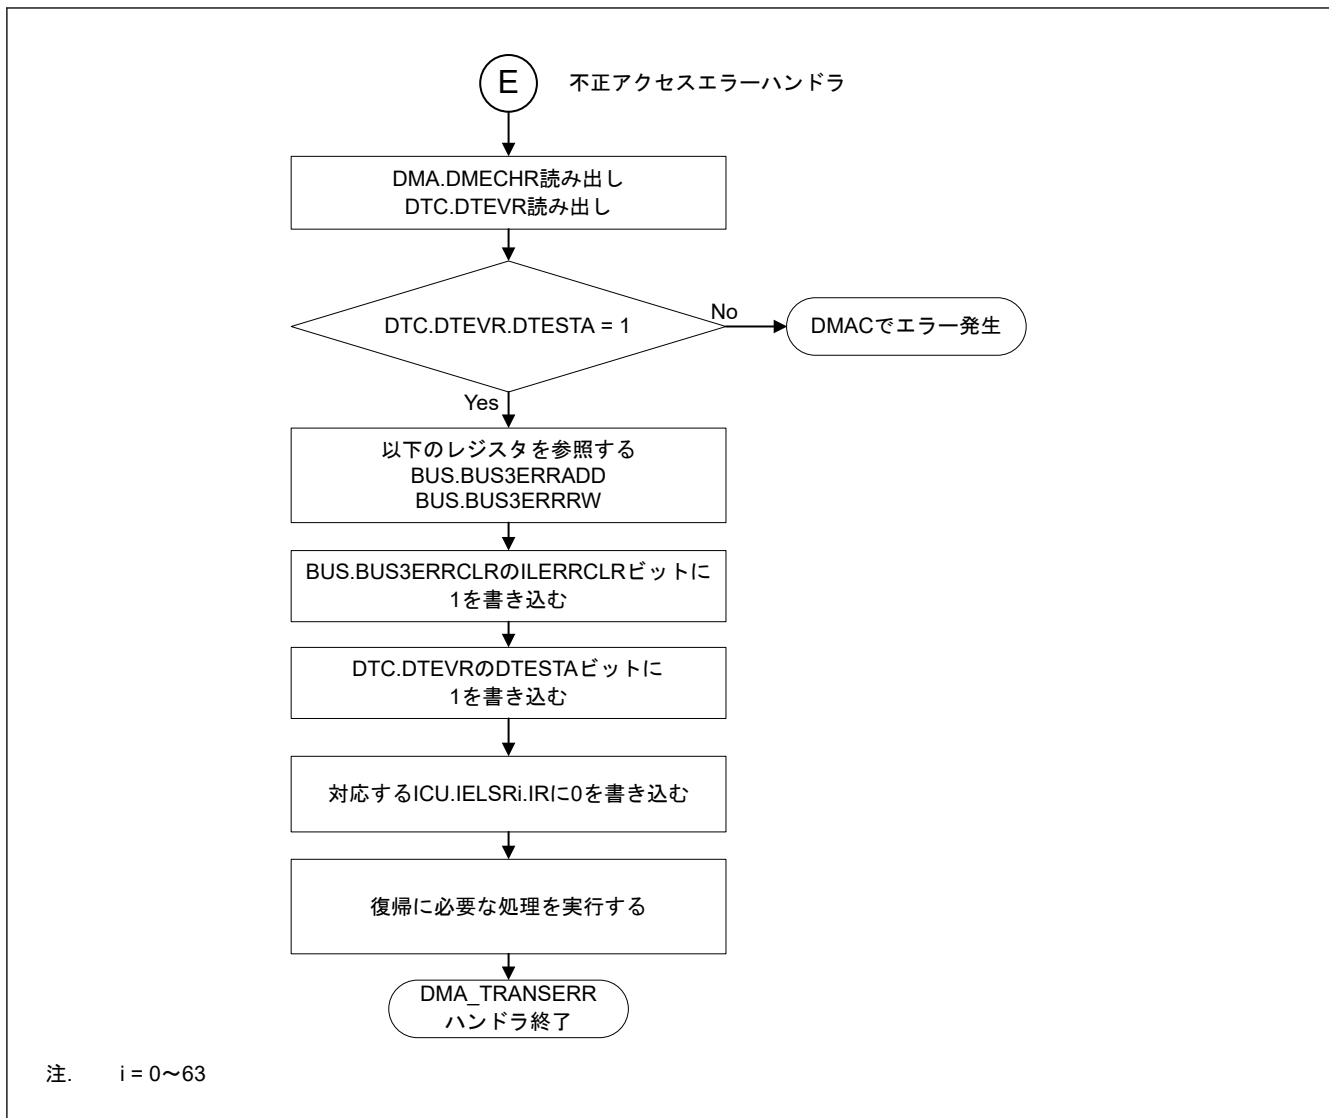 E 不正アクセスエラーハンドラ
DMA.DMECHR読み出し
DTC.DTEVR読み出し
DTC.DTEVR.DTESTA = 1
No
DMACでエラー発生
Yes
以下のレジスタを参照する
BUS.BUS3ERRADD
BUS.BUS3ERRRW
BUS.BUS3ERRCLRのILERRCLRビットに
1を書き込む
DTC.DTEVRのDTESTAビットに
1を書き込む
対応するICU.IELSRi.IRに0を書き込む
復帰に必要な処理を実行する
DMA_TRANSERR
ハンドラ終了
注. i = 0〜63